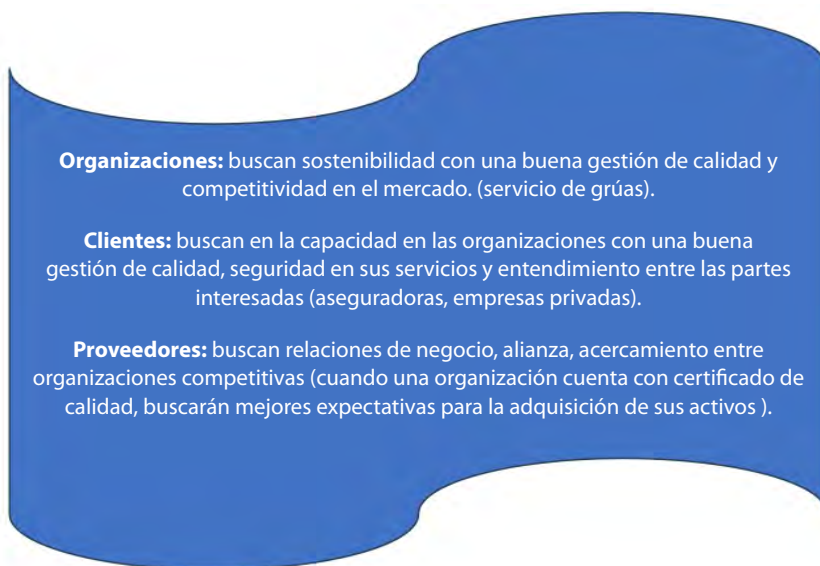 Organizaciones: buscan sostenibilidad con una buena gestión de calidad y
competitividad en el mercado. (servicio de grúas).
Clientes: buscan en la capacidad en las organizaciones con una buena
gestión de calidad, seguridad en sus servicios y entendimiento entre las partes
interesadas (aseguradoras, empresas privadas).
Proveedores: buscan relaciones de negocio, alianza, acercamiento entre
organizaciones competitivas (cuando una organización cuenta con certificado de
calidad, buscarán mejores expectativas para la adquisición de sus activos ).